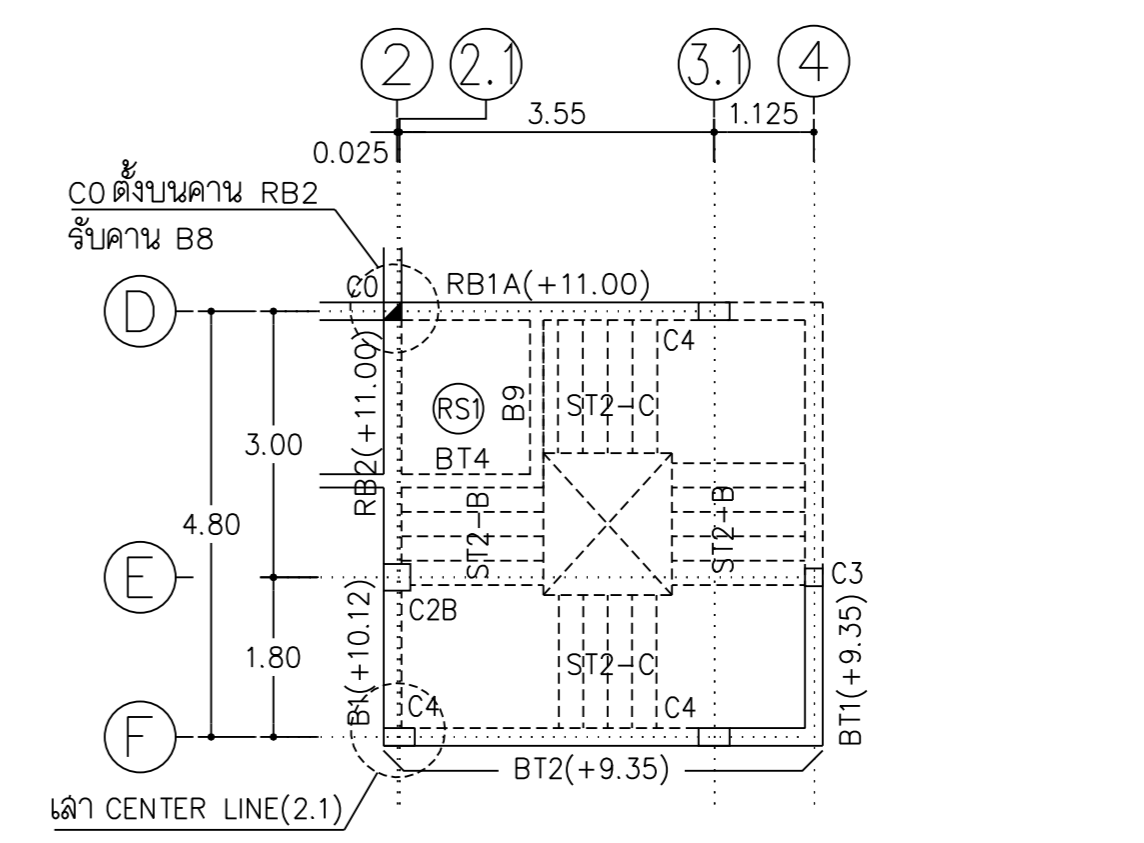 2 2.1 3.1 4
3.55 1.125
0.025
C0 ตั้งบนคาน RB2
รับคาน B8
C0 RB1A(+11.00)
D
C4
RB2(+11.00)
RS1
B9
ST2-C
3.00
BT4
4.80
ST2-B
ST2-B
E
C3
C2B
B1(+10.12)
1.80
ST2-C
BT1(+9.35)
C4
C4
F
BT2(+9.35)
เสา CENTER LINE(2.1)